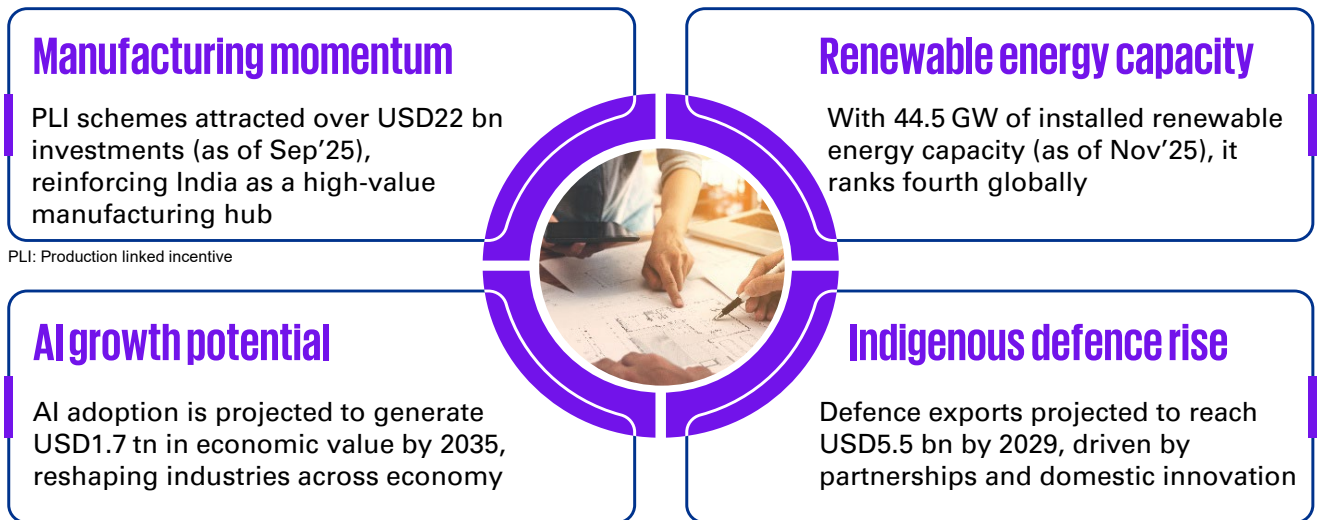 Manufacturing momentum
PLI schemes attracted over USD22 bn
investments (as of Sep’25),
reinforcing India as a high-value
manufacturing hub
PLI: Production linked incentive
Renewable energy capacity
With 44.5 GW of installed renewable
energy capacity (as of Nov’25), it
ranks fourth globally
AI growth potential
AI adoption is projected to generate
USD1.7 tn in economic value by 2035,
reshaping industries across economy
Indigenous defence rise
Defence exports projected to reach
USD5.5 bn by 2029, driven by
partnerships and domestic innovation